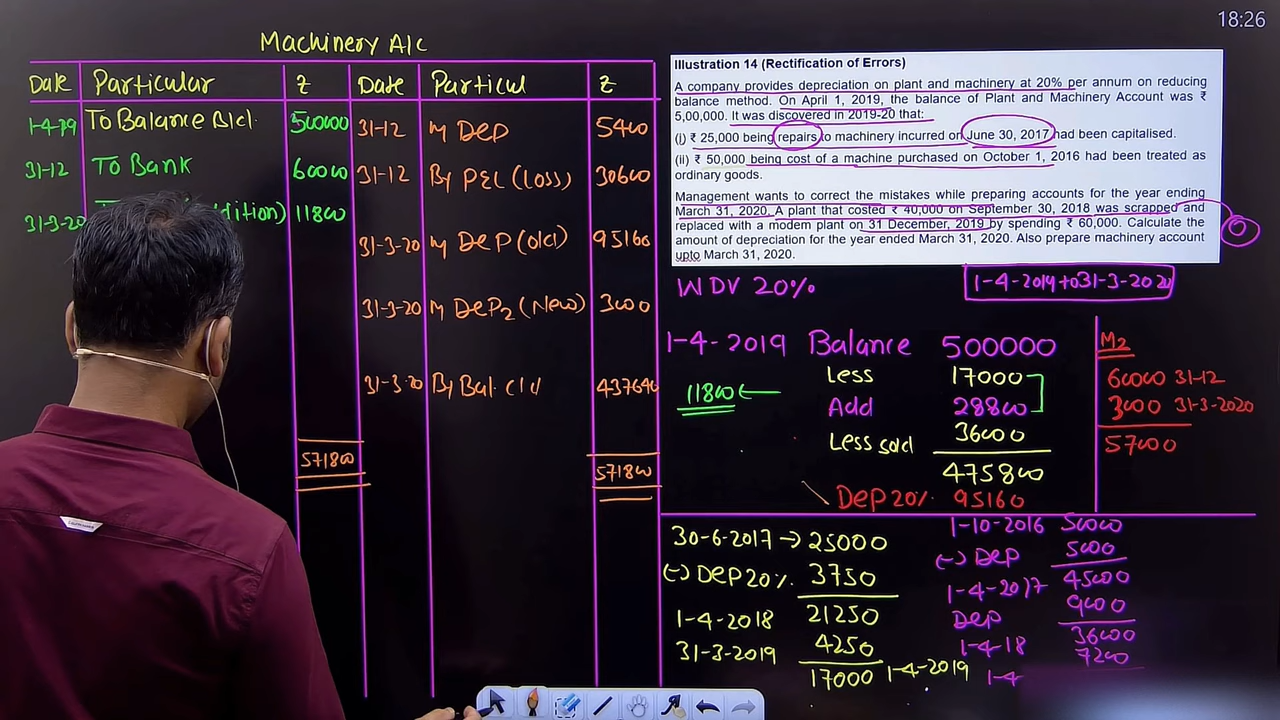 18:26
Machinery A/c
Date Particular ₹ Date Particul ₹
1-4-19 To Balance B/d. 500000 31-12 By Dep 5400
31-12 To Bank 60000 31-12 By P&L (Loss) 30600
31-3-20 dition) 11800
31-3-20 By Dep (old) 95160
31-3-20 By Dep2 (New) 3000
31-3-20 By Bal. c/d 437640
571800 571800
Illustration 14 (Rectification of Errors)
A company provides depreciation on plant and machinery at 20% per annum on reducing
balance method. On April 1, 2019, the balance of Plant and Machinery Account was ₹
5,00,000. It was discovered in 2019-20 that:
(i) ₹ 25,000 being repairs to machinery incurred on June 30, 2017 had been capitalised.
(ii) ₹ 50,000 being cost of a machine purchased on October 1, 2016 had been treated as
ordinary goods.
Management wants to correct the mistakes while preparing accounts for the year ending
March 31, 2020. A plant that costed ₹ 40,000 on September 30, 2018 was scrapped and
replaced with a modern plant on 31 December, 2019 by spending ₹ 60,000. Calculate the
amount of depreciation for the year ended March 31, 2020. Also prepare machinery account
upto March 31, 2020.
WDV 20%
1-4-2019 to 31-3-2020
1-4-2019 Balance 500000
Less 17000
11800 ← Add 28800
Less sold 36000
475800
Dep 20%. 95160
M2
60000 31-12
3000 31-3-2020
57000
30-6-2017 → 25000
(-) Dep 20%. 3750
1-4-2018 21250
31-3-2019 4250
17000 1-4-2019
1-10-2016 50000
(-) Dep 5000
1-4-2017 45000
Dep 9000
1-4-18 36000
7200
1-4